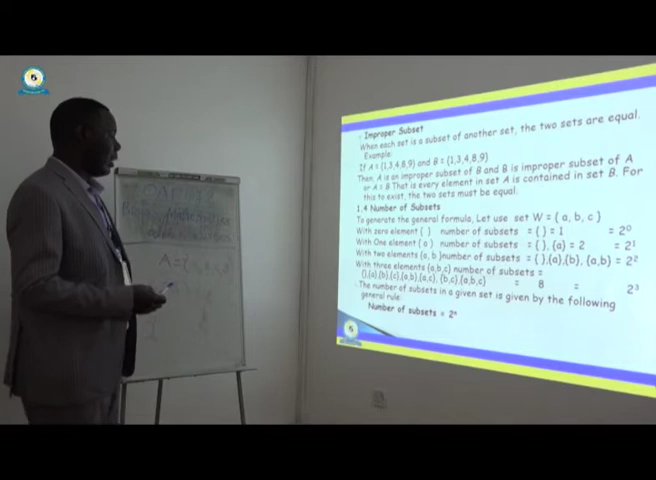 Improper Subset
When each set is a subset of another set, the two sets are equal.
Example:
If A = {1,3,4,8,9} and B = {1,3,4,8,9}
Then A is an improper subset of B and B is improper subset of A
or A = B That is every element in set A is contained in set B. For
this to exist, the two sets must be equal.
1.4 Number of Subsets
To generate the general formula, Let use set W = { a, b, c }
With zero element { } number of subsets = { } = 1 = 2⁰
With One element { a } number of subsets = { }, {a} = 2 = 2¹
With two elements {a, b} number of subsets = { },{a},{b}, {a,b} = 2²
With three elements {a,b,c} number of subsets =
{},{a},{b},{c},{a,b},{a,c}, {b,c},{a,b,c} = 8 = 2³
The number of subsets in a given set is given by the following
general rule:
Number of subsets = 2ⁿ